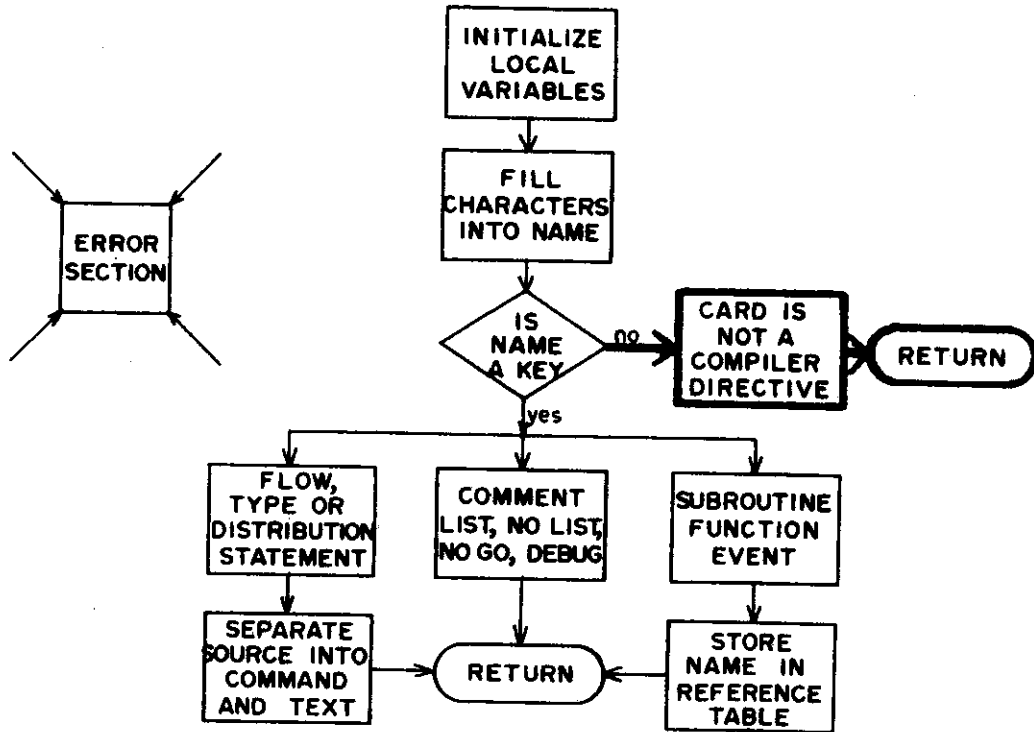 INITIALIZE
LOCAL
VARIABLES
FILL
CHARACTERS
INTO NAME
ERROR
SECTION
IS
NAME
A KEY
no
CARD IS
NOT A
COMPILER
DIRECTIVE
RETURN
yes
FLOW,
TYPE OR
DISTRIBUTION
STATEMENT
COMMENT
LIST, NO LIST,
NO GO, DEBUG
SUBROUTINE
FUNCTION
EVENT
SEPARATE
SOURCE INTO
COMMAND
AND TEXT
RETURN
STORE
NAME IN
REFERENCE
TABLE